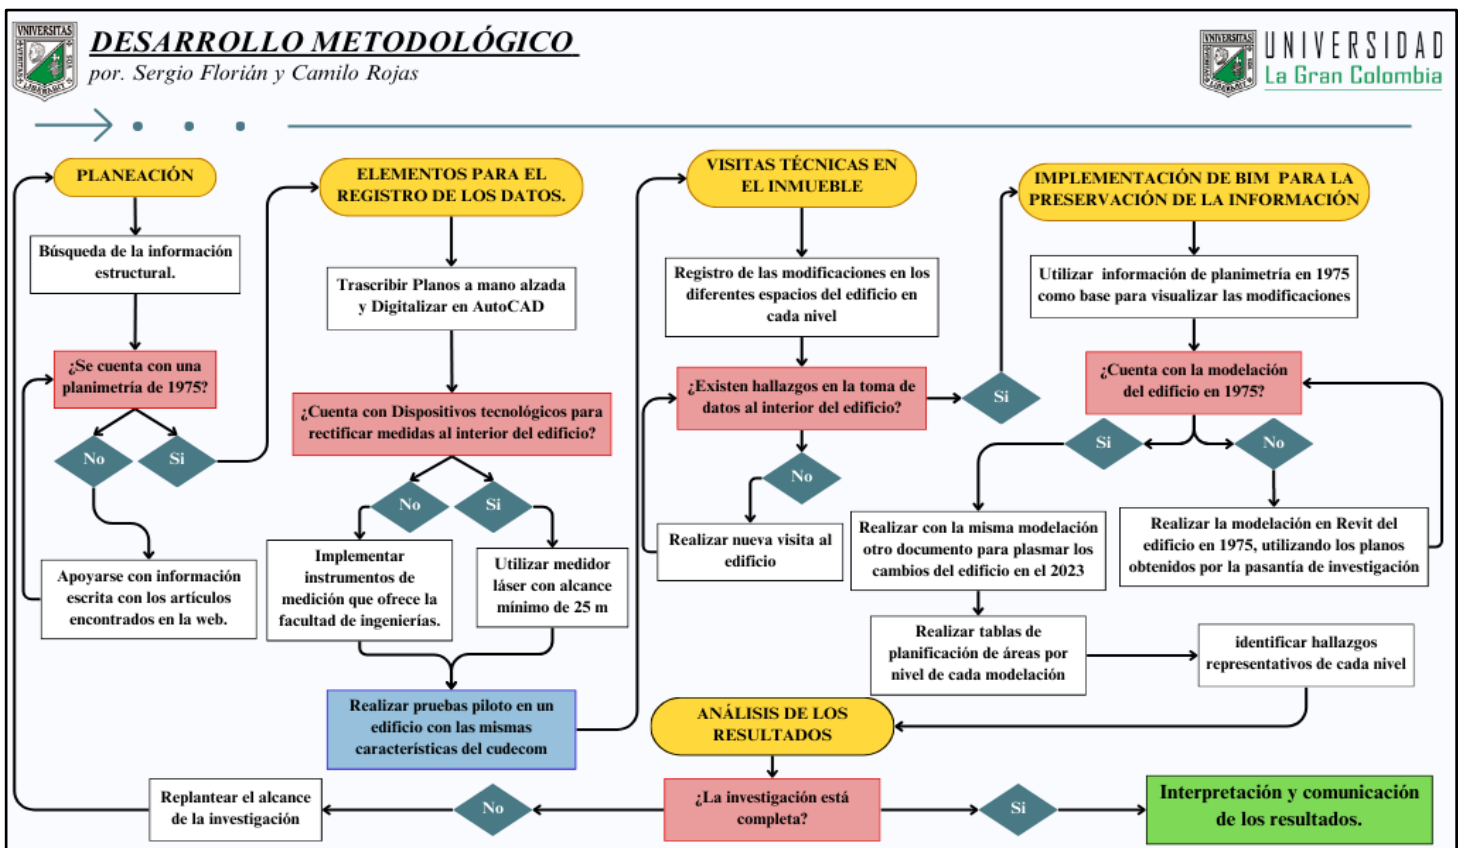 VNIVERSITAS
VERITAS
LIBERABIT
VOS
DESARROLLO METODOLÓGICO
por. Sergio Florián y Camilo Rojas
VNIVERSITAS
VERITAS
LIBERABIT
VOS
UNIVERSIDAD
La Gran Colombia
PLANEACIÓN
Búsqueda de la información
estructural.
¿Se cuenta con una
planimetría de 1975?
No
Si
Apoyarse con información
escrita con los artículos
encontrados en la web.
ELEMENTOS PARA EL
REGISTRO DE LOS DATOS.
Trascribir Planos a mano alzada
y Digitalizar en AutoCAD
¿Cuenta con Dispositivos tecnológicos para
rectificar medidas al interior del edificio?
No
Si
Implementar
instrumentos de
medición que ofrece la
facultad de ingenierías.
Utilizar medidor
láser con alcance
mínimo de 25 m
Realizar pruebas piloto en un
edificio con las mismas
características del cudecom
VISITAS TÉCNICAS EN
EL INMUEBLE
Registro de las modificaciones en los
diferentes espacios del edificio en
cada nivel
¿Existen hallazgos en la toma de
datos al interior del edificio?
Si
No
Realizar nueva visita al
edificio
IMPLEMENTACIÓN DE BIM PARA LA
PRESERVACIÓN DE LA INFORMACIÓN
Utilizar información de planimetría en 1975
como base para visualizar las modificaciones
¿Cuenta con la modelación
del edificio en 1975?
Si
No
Realizar con la misma modelación
otro documento para plasmar los
cambios del edificio en el 2023
Realizar la modelación en Revit del
edificio en 1975, utilizando los planos
obtenidos por la pasantía de investigación
Realizar tablas de
planificación de áreas por
nivel de cada modelación
identificar hallazgos
representativos de cada nivel
ANÁLISIS DE LOS
RESULTADOS
¿La investigación está
completa?
No
Replantear el alcance
de la investigación
Si
Interpretación y comunicación
de los resultados.